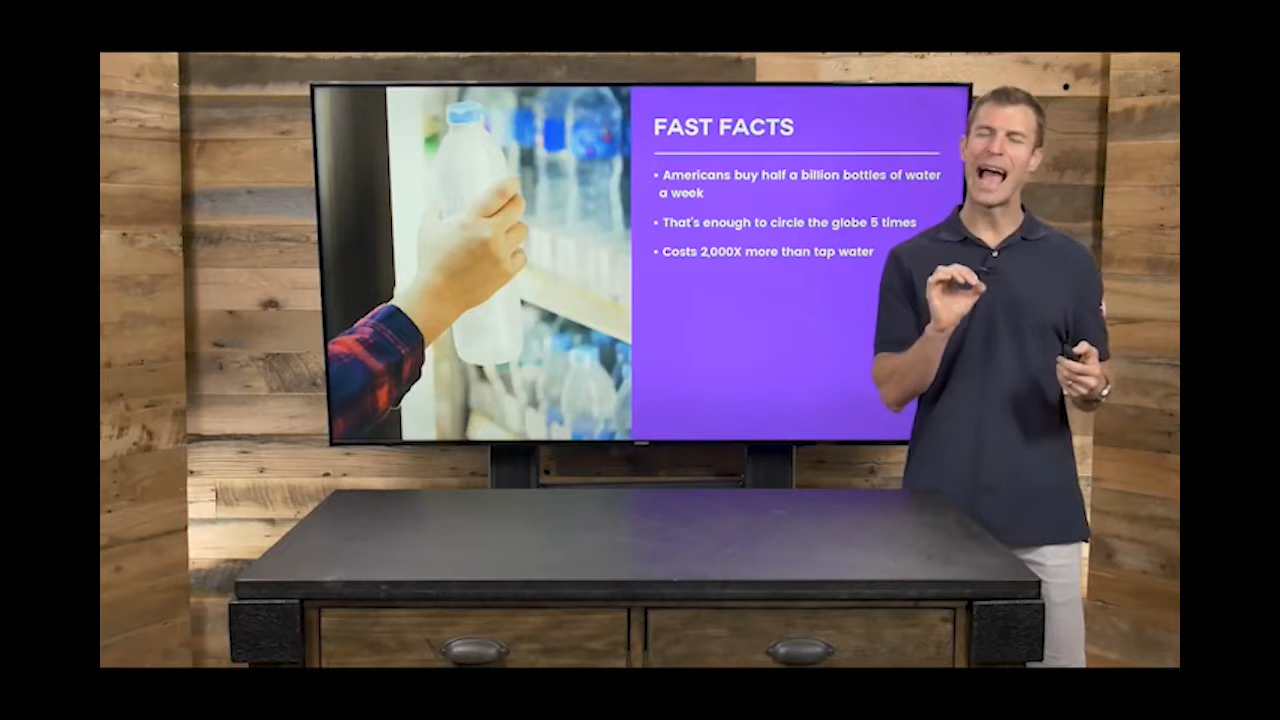 FAST FACTS
• Americans buy half a billion bottles of water
a week
• That's enough to circle the globe 5 times
• Costs 2,000X more than tap water